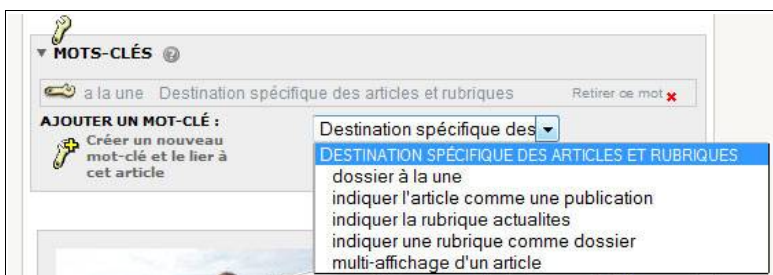 MOTS-CLÉS
a la une Destination spécifique des articles et rubriques Retirer ce mot
AJOUTER UN MOT-CLÉ :
Destination spécifique des
Créer un nouveau
mot-clé et le lier à
cet article
DESTINATION SPÉCIFIQUE DES ARTICLES ET RUBRIQUES
dossier à la une
indiquer l'article comme une publication
indiquer la rubrique actualites
indiquer une rubrique comme dossier
multi-affichage d'un article